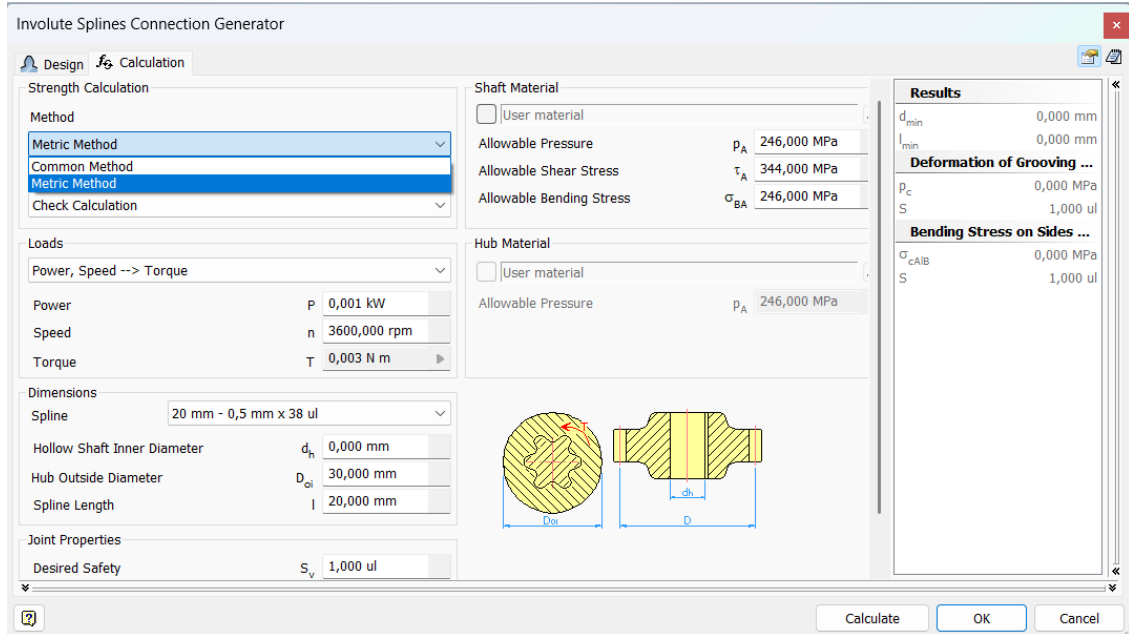 Involute Splines Connection Generator
Design
Calculation
Strength Calculation
Method
Metric Method
Common Method
Metric Method
Check Calculation
Loads
Power, Speed --> Torque
Power P 0,001 kW
Speed n 3600,000 rpm
Torque T 0,003 N m
Dimensions
Spline 20 mm - 0,5 mm x 38 ul
Hollow Shaft Inner Diameter dh 0,000 mm
Hub Outside Diameter Doi 30,000 mm
Spline Length l 20,000 mm
Joint Properties
Desired Safety Sv 1,000 ul
Shaft Material
User material
Allowable Pressure pA 246,000 MPa
Allowable Shear Stress τA 344,000 MPa
Allowable Bending Stress σBA 246,000 MPa
Hub Material
User material
Allowable Pressure pA 246,000 MPa
T
Doi
dh
D
Results
dmin 0,000 mm
lmin 0,000 mm
Deformation of Grooving ...
pc 0,000 MPa
S 1,000 ul
Bending Stress on Sides ...
σcAlB 0,000 MPa
S 1,000 ul
Calculate
OK
Cancel